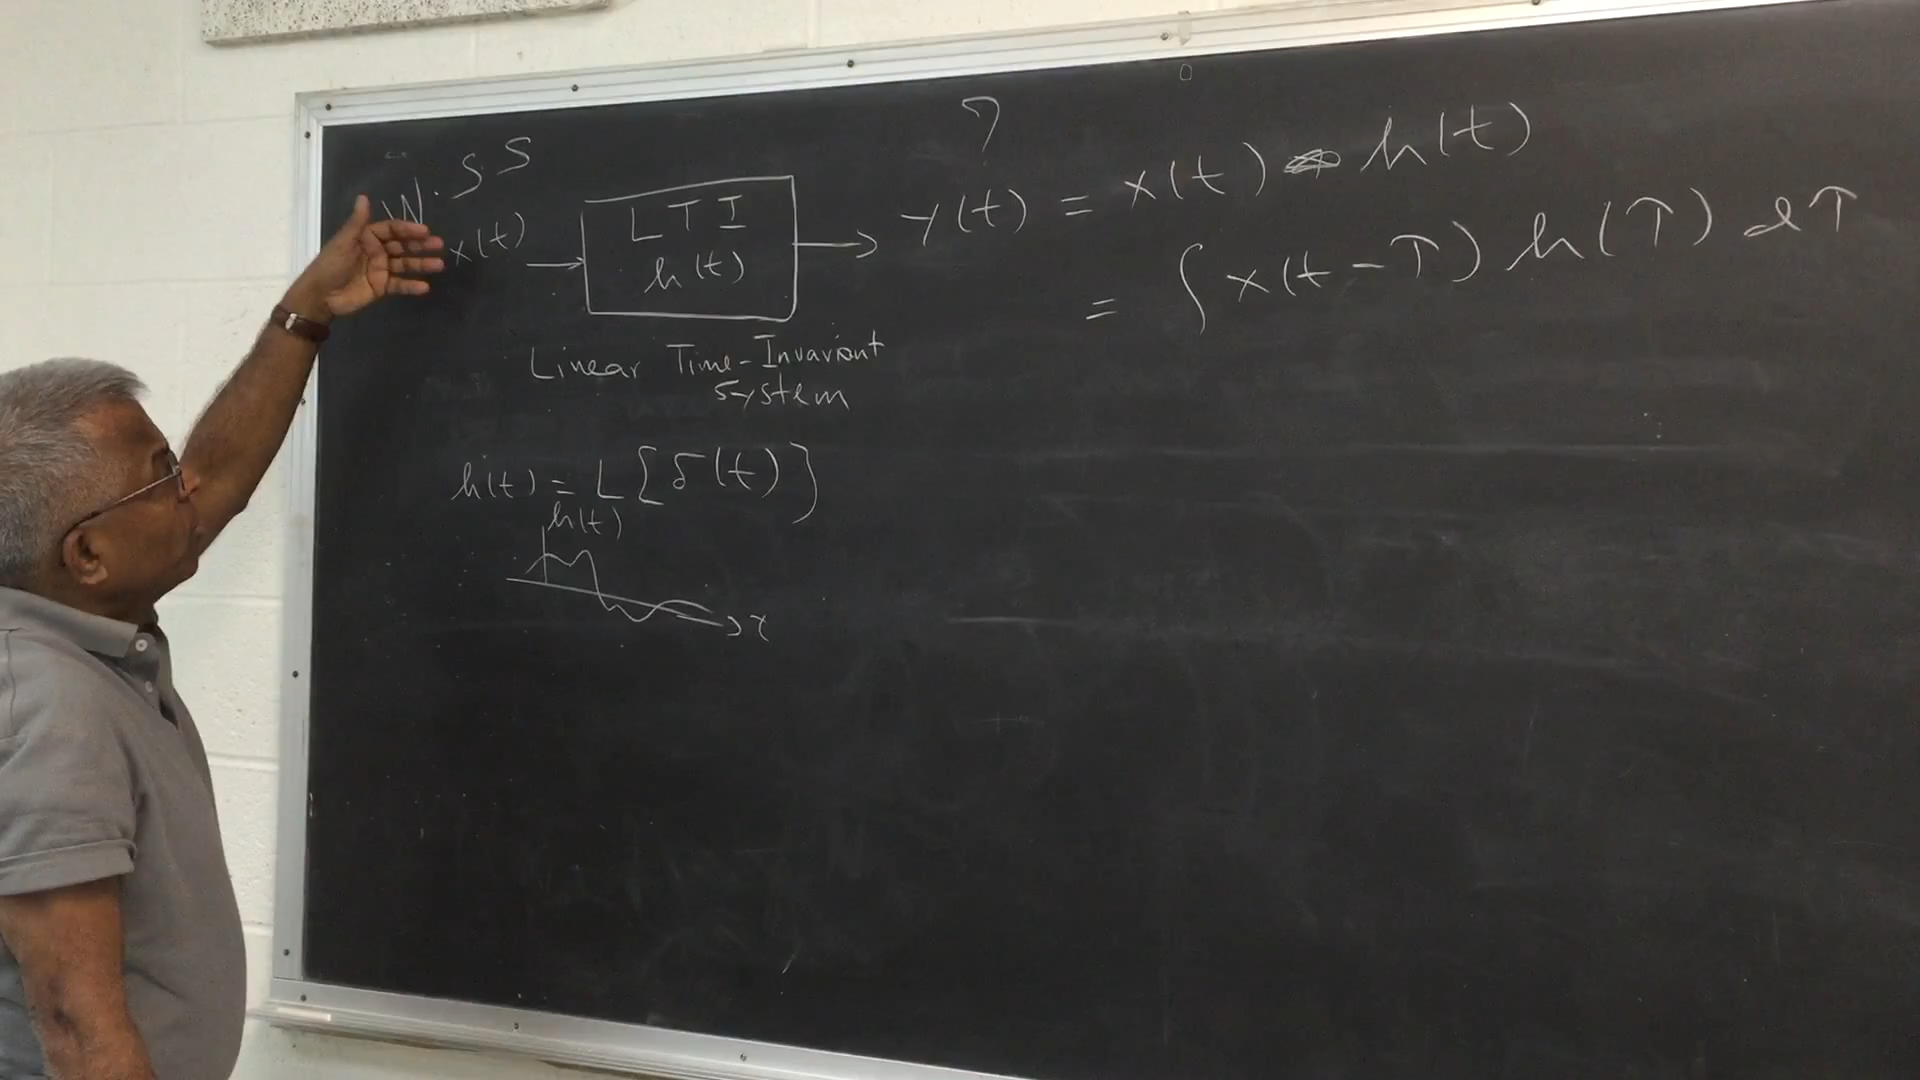 W.S.S ?
x(t) → LTI h(t) → y(t) = x(t) * h(t)
= ∫ x(t-τ) h(τ) dτ
Linear Time-Invariant
System
h(t) = L[δ(t)]
h(t)
τ